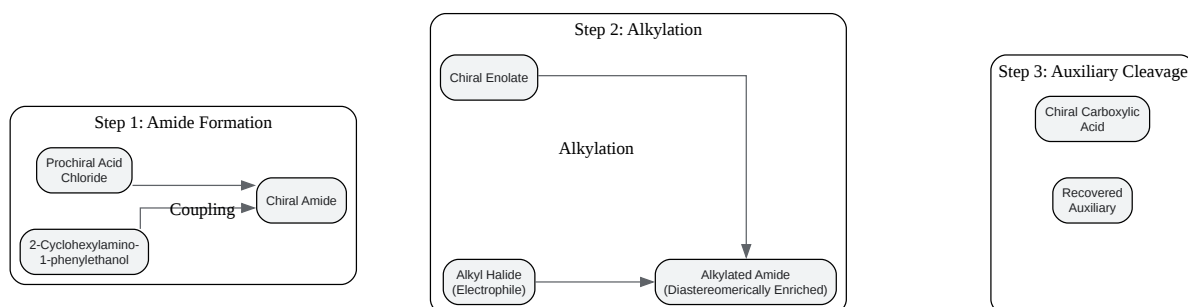 Step 1: Amide Formation
Prochiral Acid
Chloride
Coupling
Chiral Amide
2-Cyclohexylamino-
1-phenylethanol
Step 2: Alkylation
Chiral Enolate
Alkylation
Alkyl Halide
(Electrophile)
Alkylated Amide
(Diastereomerically Enriched)
Step 3: Auxiliary Cleavage
Chiral Carboxylic
Acid
Recovered
Auxiliary